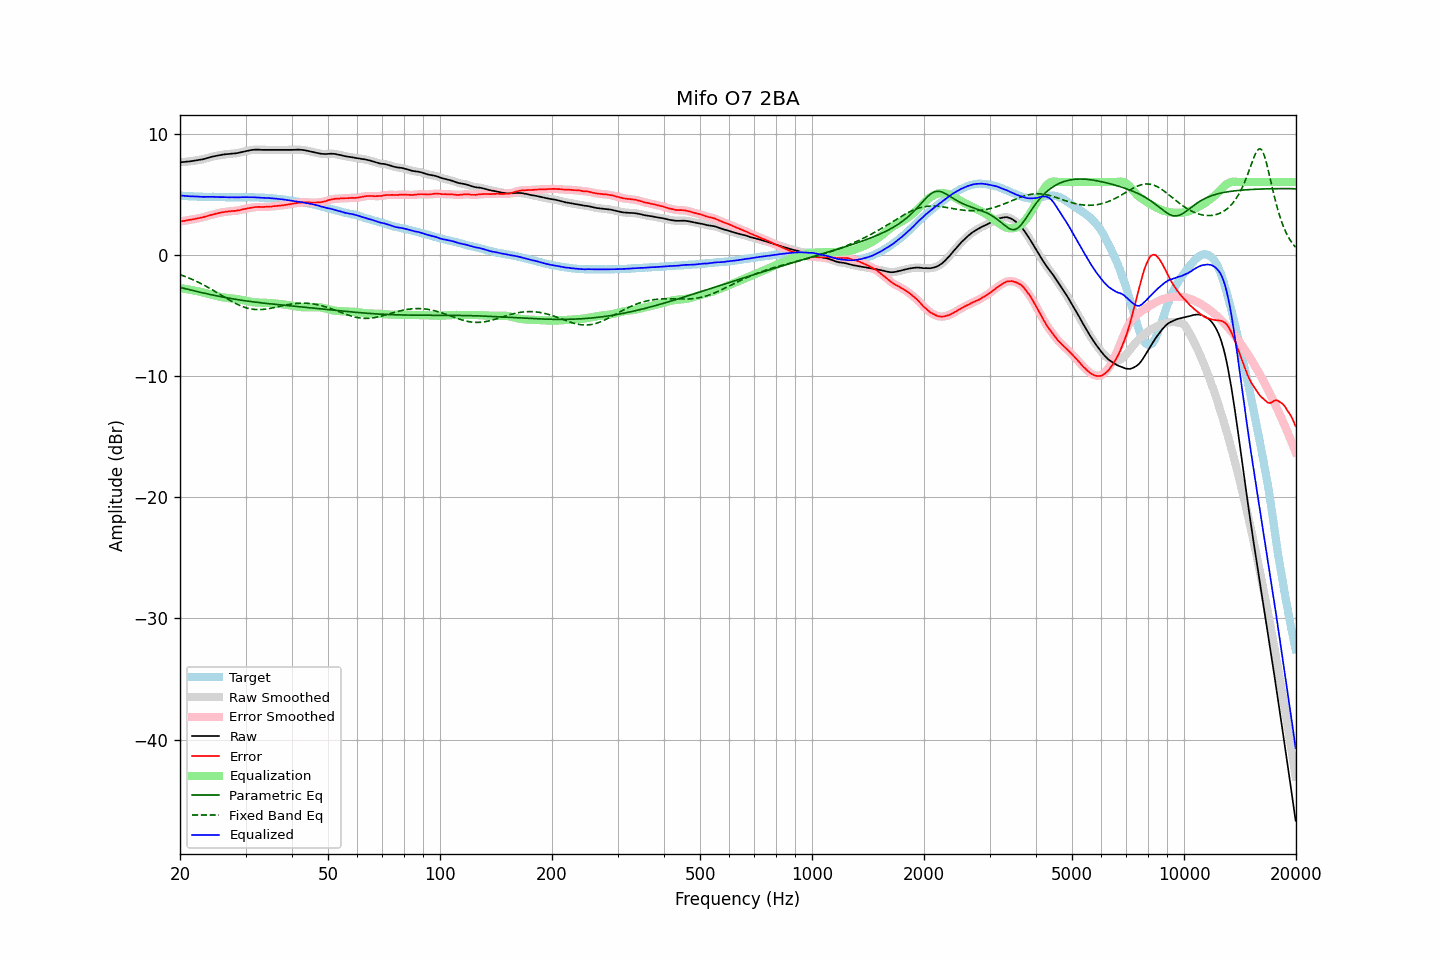 Mifo O7 2BA
10
0
−10
−20
−30
−40
Amplitude (dBr)
Target
Raw Smoothed
Error Smoothed
Raw
Error
Equalization
Parametric Eq
Fixed Band Eq
Equalized
20
50
100
200
500
1000
2000
5000
10000
20000
Frequency (Hz)